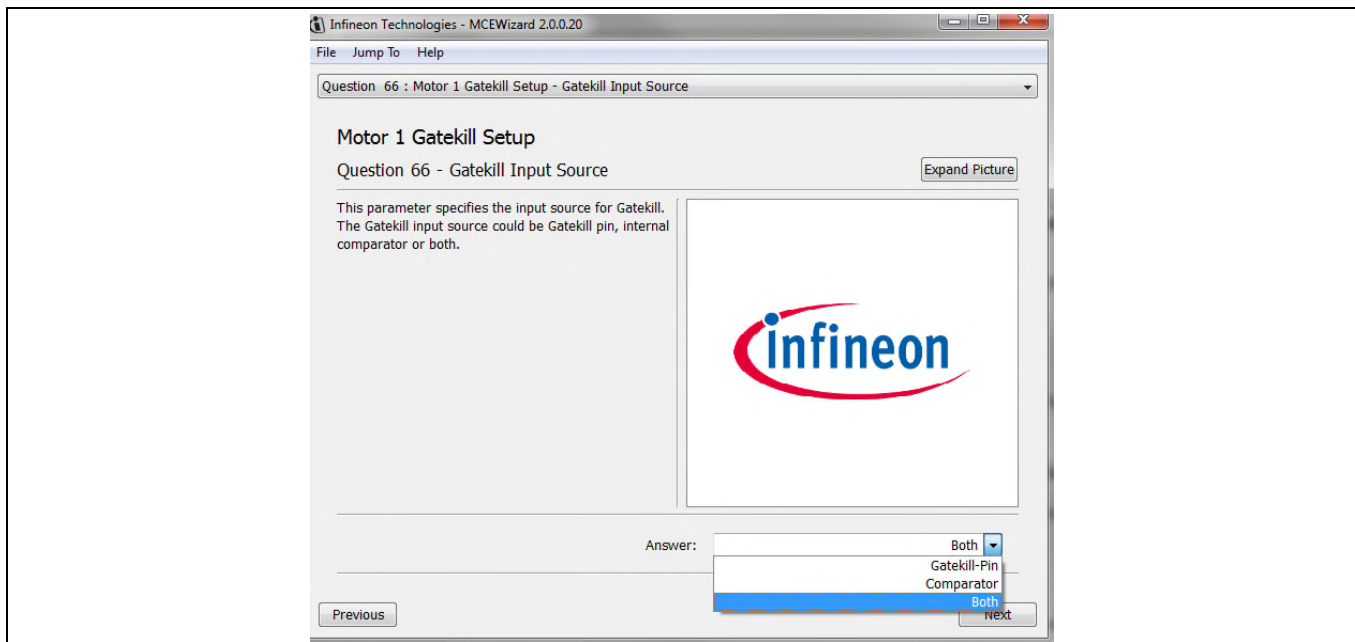 Infineon Technologies - MCEWizard 2.0.0.20
File Jump To Help
Question 66 : Motor 1 Gatekill Setup - Gatekill Input Source
Motor 1 Gatekill Setup
Question 66 - Gatekill Input Source
Expand Picture
This parameter specifies the input source for Gatekill.
The Gatekill input source could be Gatekill pin, internal
comparator or both.
infineon
Answer:
Both
Gatekill-Pin
Comparator
Both
Previous
Next